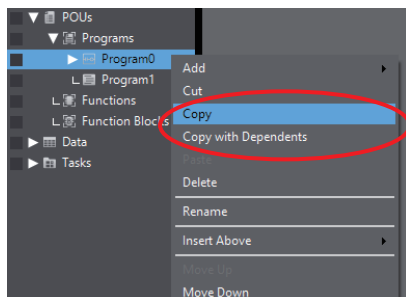 POUs
Programs
Program0
Program1
Functions
Function Blocks
Data
Tasks
Add
Cut
Copy
Copy with Dependents
Paste
Delete
Rename
Insert Above
Move Up
Move Down